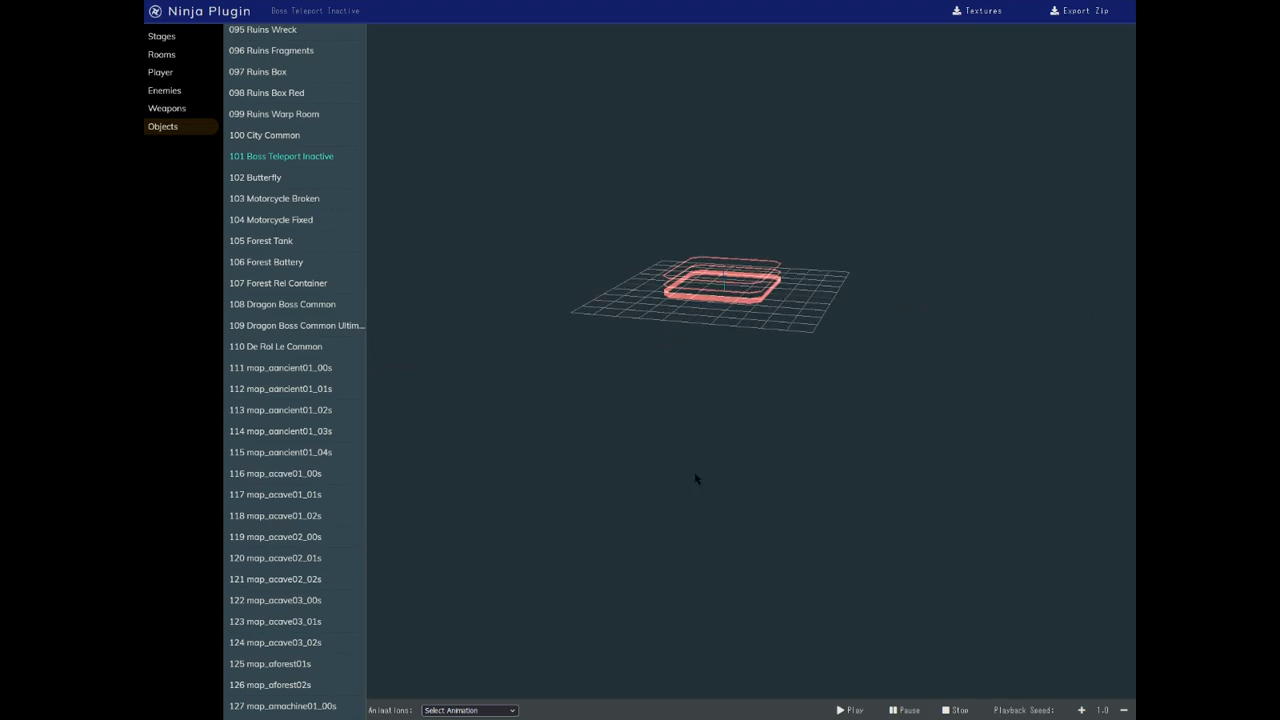 Ninja Plugin
Boss Teleport Inactive
Textures
Export Zip
Stages
Rooms
Player
Enemies
Weapons
Objects
095 Ruins Wreck
096 Ruins Fragments
097 Ruins Box
098 Ruins Box Red
099 Ruins Warp Room
100 City Common
101 Boss Teleport Inactive
102 Butterfly
103 Motorcycle Broken
104 Motorcycle Fixed
105 Forest Tank
106 Forest Battery
107 Forest Rel Container
108 Dragon Boss Common
109 Dragon Boss Common Ultim...
110 De Rol Le Common
111 map_aancient01_00s
112 map_aancient01_01s
113 map_aancient01_02s
114 map_aancient01_03s
115 map_aancient01_04s
116 map_acave01_00s
117 map_acave01_01s
118 map_acave01_02s
119 map_acave02_00s
120 map_acave02_01s
121 map_acave02_02s
122 map_acave03_00s
123 map_acave03_01s
124 map_acave03_02s
125 map_aforest01s
126 map_aforest02s
127 map_amachine01_00s
Animations:
Select Animation
Play
Pause
Stop
Playback Speed:
+ 1.0 −